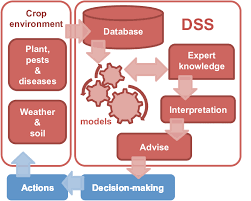 Crop
environment
Plant,
pests
&
diseases
Weather
&
soil
DSS
Database
Expert
knowledge
models
Interpretation
Advise
Actions
Decision-making